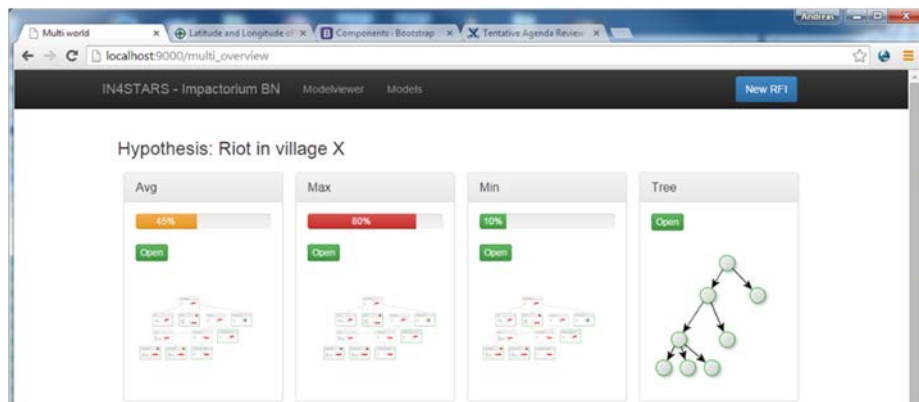 Andreas
Multi world
Latitude and Longitude of
Components · Bootstrap
Tentative Agenda Review
localhost:9000/multi_overview
IN4STARS - Impactorium BN Modelviewer Models New RFI
Hypothesis: Riot in village X
Avg Max Min Tree
45% 80% 10% Open
Open Open Open